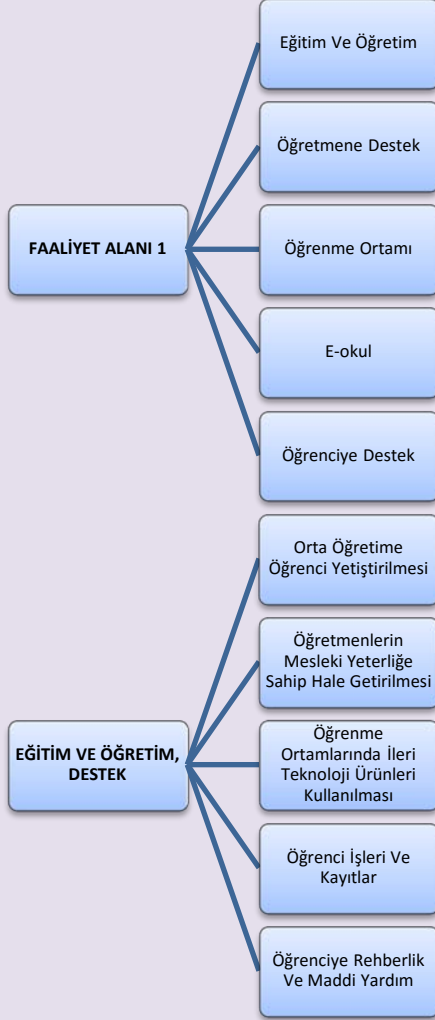 FAALİYET ALANI 1
Eğitim Ve Öğretim
Öğretmene Destek
Öğrenme Ortamı
E-okul
Öğrenciye Destek
EĞİTİM VE ÖĞRETİM,
DESTEK
Orta Öğretime
Öğrenci Yetiştirilmesi
Öğretmenlerin
Mesleki Yeterliğe
Sahip Hale Getirilmesi
Öğrenme
Ortamlarında İleri
Teknoloji Ürünleri
Kullanılması
Öğrenci İşleri Ve
Kayıtlar
Öğrenciye Rehberlik
Ve Maddi Yardım